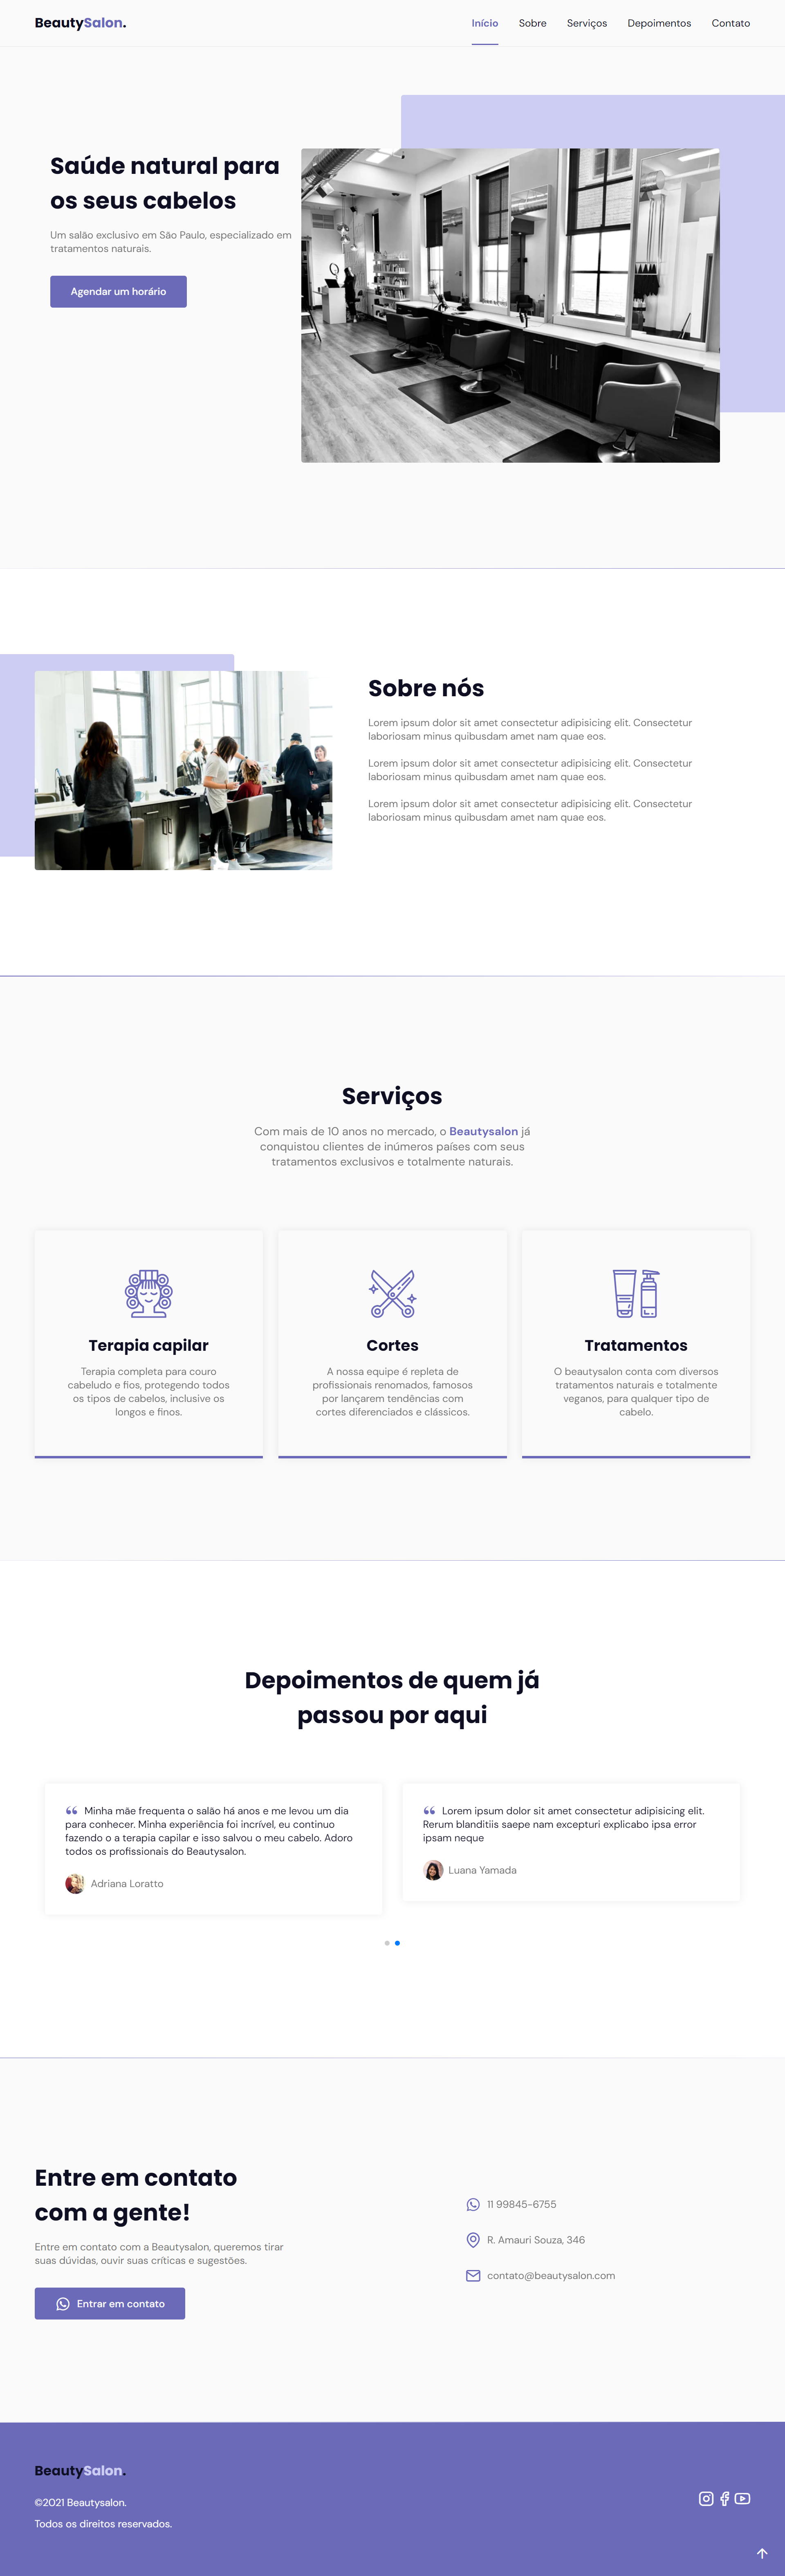 BeautySalon.
Início Sobre Serviços Depoimentos Contato
Saúde natural para
os seus cabelos
Um salão exclusivo em São Paulo, especializado em
tratamentos naturais.
Agendar um horário
Sobre nós
Lorem ipsum dolor sit amet consectetur adipisicing elit. Consectetur
laboriosam minus quibusdam amet nam quae eos.
Lorem ipsum dolor sit amet consectetur adipisicing elit. Consectetur
laboriosam minus quibusdam amet nam quae eos.
Lorem ipsum dolor sit amet consectetur adipisicing elit. Consectetur
laboriosam minus quibusdam amet nam quae eos.
Serviços
Com mais de 10 anos no mercado, o Beautysalon já
conquistou clientes de inúmeros países com seus
tratamentos exclusivos e totalmente naturais.
Terapia capilar
Terapia completa para couro
cabeludo e fios, protegendo todos
os tipos de cabelos, inclusive os
longos e finos.
Cortes
A nossa equipe é repleta de
profissionais renomados, famosos
por lançarem tendências com
cortes diferenciados e clássicos.
Tratamentos
O beautysalon conta com diversos
tratamentos naturais e totalmente
veganos, para qualquer tipo de
cabelo.
Depoimentos de quem já
passou por aqui
“ Minha mãe frequenta o salão há anos e me levou um dia
para conhecer. Minha experiência foi incrível, eu continuo
fazendo o a terapia capilar e isso salvou o meu cabelo. Adoro
todos os profissionais do Beautysalon.
Adriana Loratto
“ Lorem ipsum dolor sit amet consectetur adipisicing elit.
Rerum blanditiis saepe nam excepturi explicabo ipsa error
ipsam neque
Luana Yamada
Entre em contato
com a gente!
Entre em contato com a Beautysalon, queremos tirar
suas dúvidas, ouvir suas críticas e sugestões.
Entrar em contato
11 99845-6755
R. Amauri Souza, 346
contato@beautysalon.com
BeautySalon.
©2021 Beautysalon.
Todos os direitos reservados.